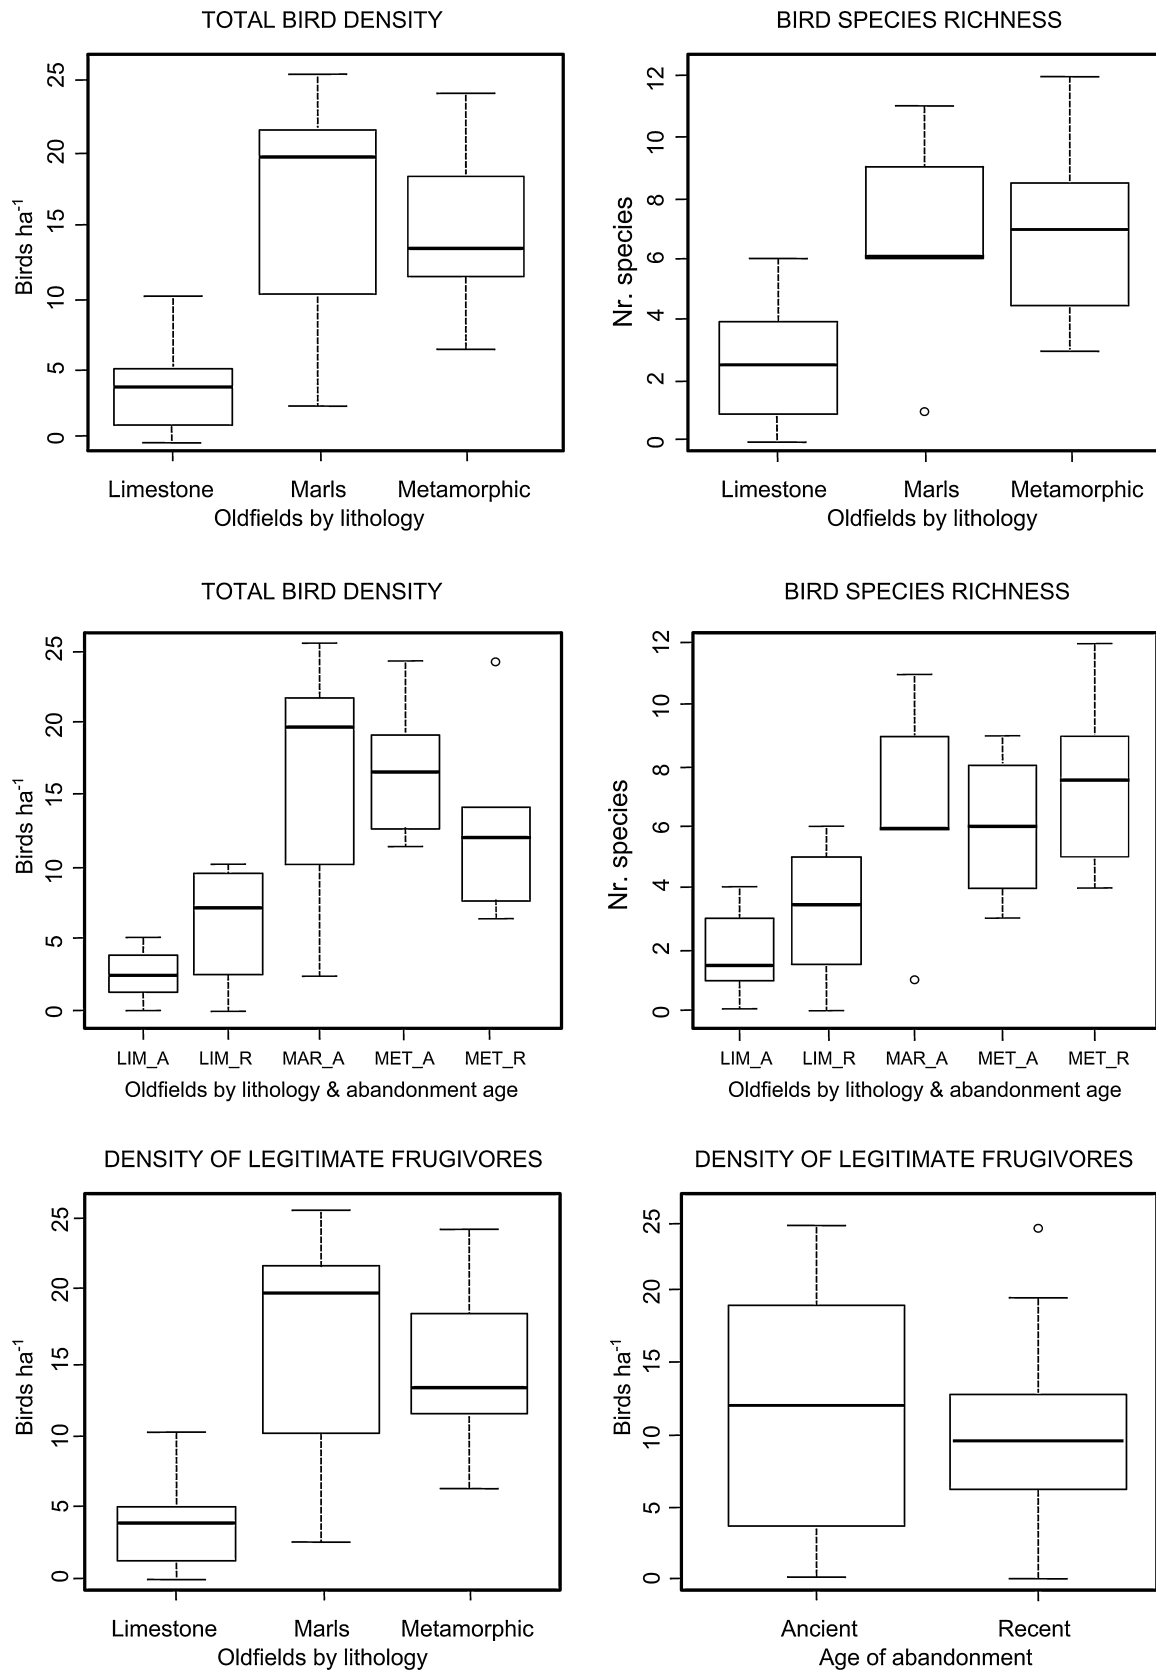 TOTAL BIRD DENSITY
25
20
15
10
5
0
Birds ha-1
Limestone Marls Metamorphic
Oldfields by lithology
BIRD SPECIES RICHNESS
12
10
8
6
4
2
0
Nr. species
Limestone Marls Metamorphic
Oldfields by lithology
TOTAL BIRD DENSITY
25
20
15
10
5
0
Birds ha-1
LIM_A LIM_R MAR_A MET_A MET_R
Oldfields by lithology & abandonment age
BIRD SPECIES RICHNESS
12
10
8
6
4
2
0
Nr. species
LIM_A LIM_R MAR_A MET_A MET_R
Oldfields by lithology & abandonment age
DENSITY OF LEGITIMATE FRUGIVORES
25
20
15
10
5
0
Birds ha-1
Limestone Marls Metamorphic
Oldfields by lithology
DENSITY OF LEGITIMATE FRUGIVORES
25
20
15
10
5
0
Birds ha-1
Ancient Recent
Age of abandonment